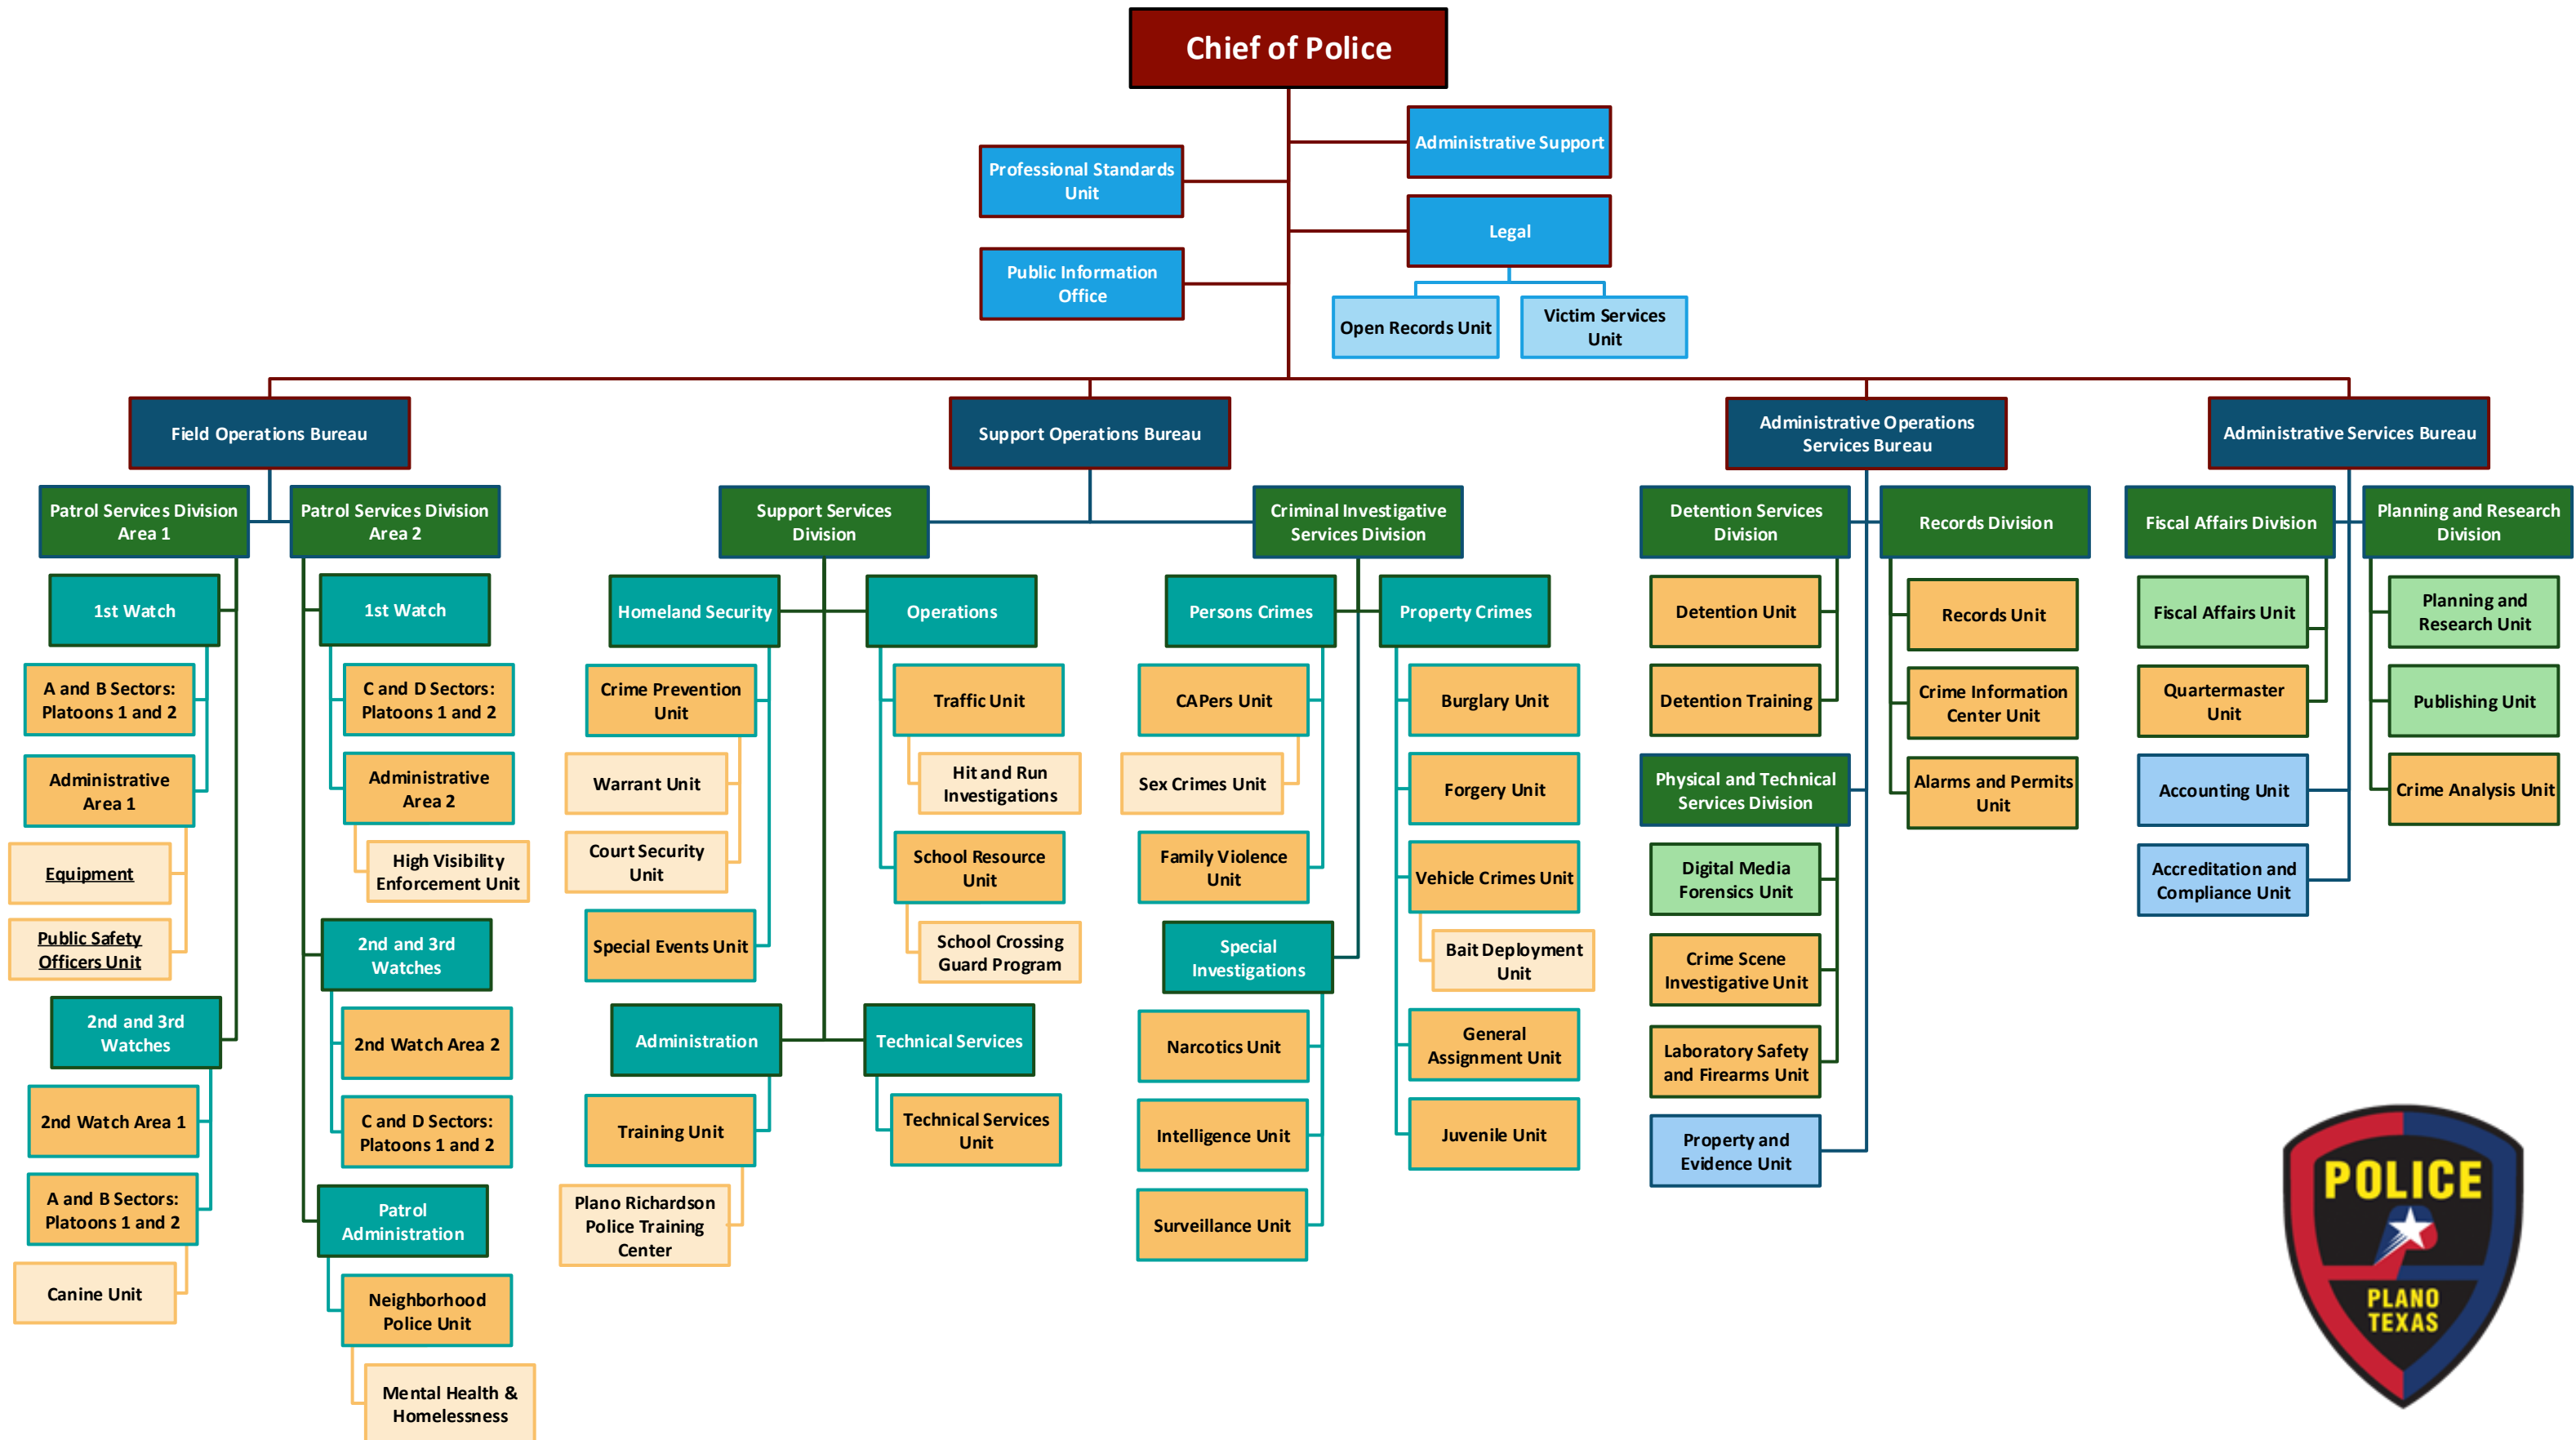 Chief of Police
Administrative Support
Professional Standards
Unit
Legal
Public Information
Office
Open Records Unit
Victim Services
Unit
Field Operations Bureau
Support Operations Bureau
Administrative Operations
Services Bureau
Administrative Services Bureau
Patrol Services Division
Area 1
1st Watch
A and B Sectors:
Platoons 1 and 2
Administrative
Area 1
Equipment
Public Safety
Officers Unit
2nd and 3rd
Watches
2nd Watch Area 1
A and B Sectors:
Platoons 1 and 2
Canine Unit
Patrol Services Division
Area 2
1st Watch
C and D Sectors:
Platoons 1 and 2
Administrative
Area 2
High Visibility
Enforcement Unit
2nd and 3rd
Watches
2nd Watch Area 2
C and D Sectors:
Platoons 1 and 2
Patrol
Administration
Neighborhood
Police Unit
Mental Health &
Homelessness
Support Services
Division
Homeland Security
Crime Prevention
Unit
Warrant Unit
Court Security
Unit
Special Events Unit
Operations
Traffic Unit
Hit and Run
Investigations
School Resource
Unit
School Crossing
Guard Program
Administration
Training Unit
Plano Richardson
Police Training
Center
Technical Services
Technical Services
Unit
Criminal Investigative
Services Division
Persons Crimes
CAPers Unit
Sex Crimes Unit
Family Violence
Unit
Special
Investigations
Narcotics Unit
Intelligence Unit
Surveillance Unit
Property Crimes
Burglary Unit
Forgery Unit
Vehicle Crimes Unit
Bait Deployment
Unit
General
Assignment Unit
Juvenile Unit
Detention Services
Division
Detention Unit
Detention Training
Physical and Technical
Services Division
Digital Media
Forensics Unit
Crime Scene
Investigative Unit
Laboratory Safety
and Firearms Unit
Property and
Evidence Unit
Records Division
Records Unit
Crime Information
Center Unit
Alarms and Permits
Unit
Fiscal Affairs Division
Fiscal Affairs Unit
Quartermaster
Unit
Accounting Unit
Accreditation and
Compliance Unit
Planning and Research
Division
Planning and
Research Unit
Publishing Unit
Crime Analysis Unit
POLICE
PLANO
TEXAS